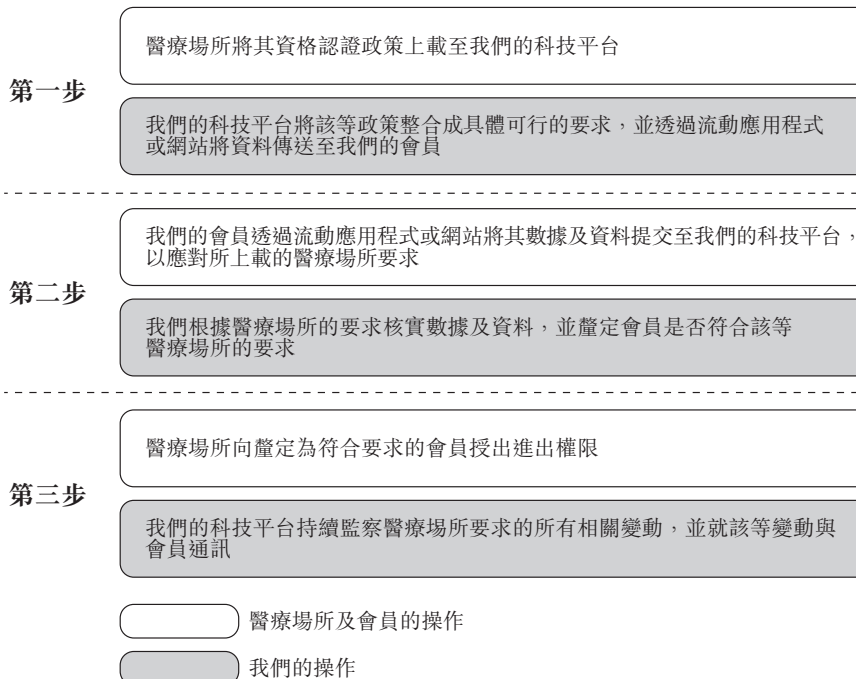 醫療場所將其資格認證政策上載至我們的科技平台
第一步
我們的科技平台將該等政策整合成具體可行的要求，並透過流動應用程式
或網站將資料傳送至我們的會員
我們的會員透過流動應用程式或網站將其數據及資料提交至我們的科技平台，
以應對所上載的醫療場所要求
第二步
我們根據醫療場所的要求核實數據及資料，並釐定會員是否符合該等
醫療場所的要求
醫療場所向釐定為符合要求的會員授出進出權限
第三步
我們的科技平台持續監察醫療場所要求的所有相關變動，並就該等變動與
會員通訊
醫療場所及會員的操作
我們的操作